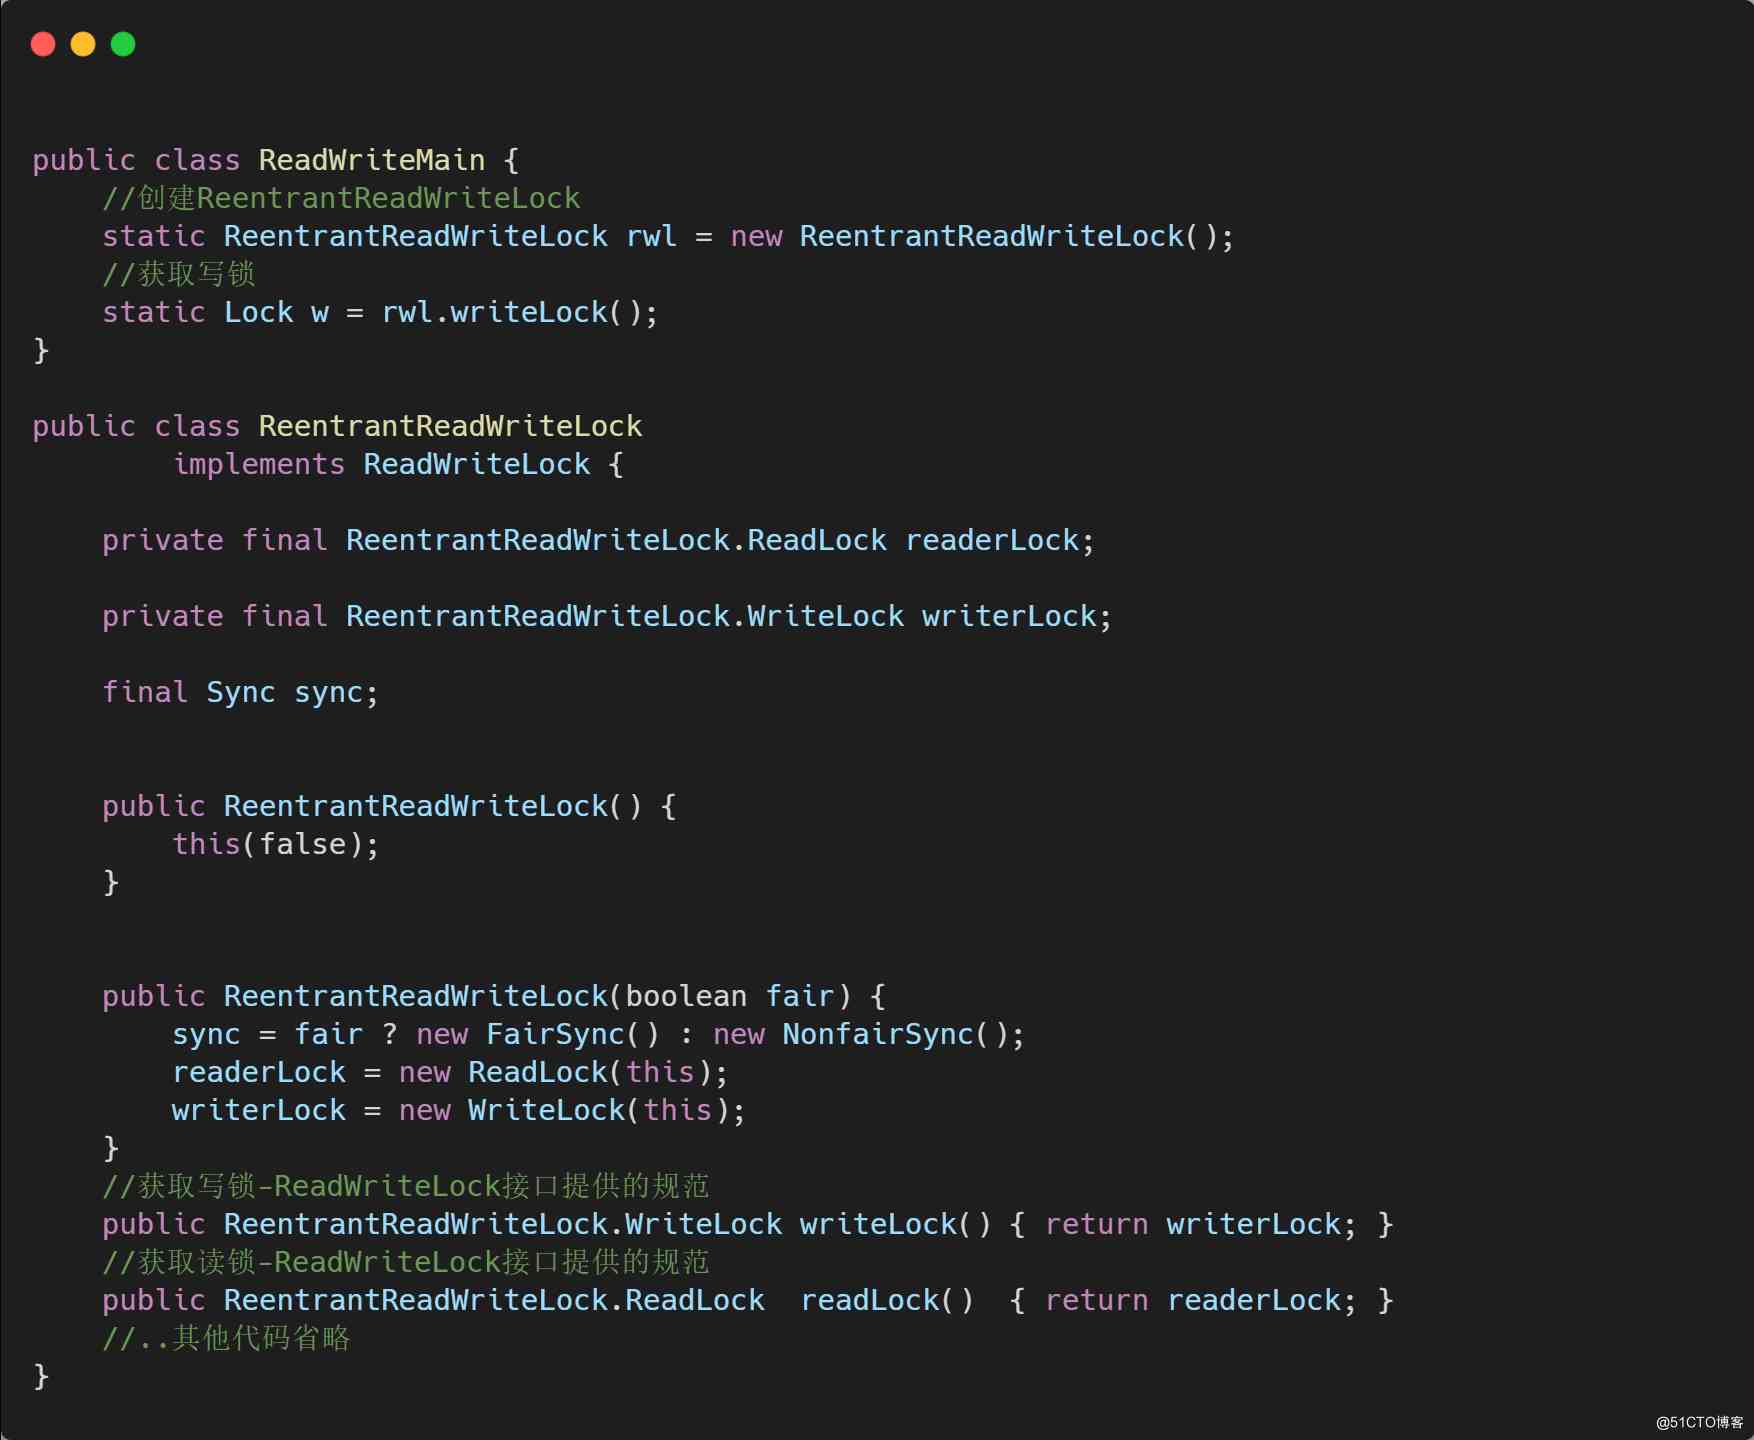 public class ReadWriteMain {
    //创建ReentrantReadWriteLock
    static ReentrantReadWriteLock rwl = new ReentrantReadWriteLock();
    //获取写锁
    static Lock w = rwl.writeLock();
}
public class ReentrantReadWriteLock
        implements ReadWriteLock {
    private final ReentrantReadWriteLock.ReadLock readerLock;
    private final ReentrantReadWriteLock.WriteLock writerLock;
    final Sync sync;
    public ReentrantReadWriteLock() {
        this(false);
    }
    public ReentrantReadWriteLock(boolean fair) {
        sync = fair ? new FairSync() : new NonfairSync();
        readerLock = new ReadLock(this);
        writerLock = new WriteLock(this);
    }
    //获取写锁-ReadWriteLock接口提供的规范
    public ReentrantReadWriteLock.WriteLock writeLock() { return writerLock; }
    //获取读锁-ReadWriteLock接口提供的规范
    public ReentrantReadWriteLock.ReadLock  readLock()  { return readerLock; }
    //..其他代码省略
}
@51CTO博客